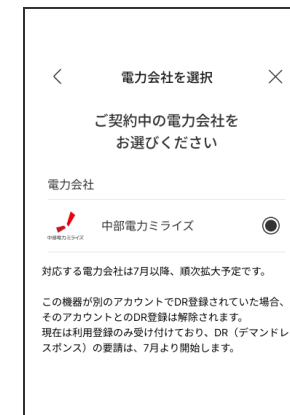 電力会社を選択
ご契約中の電力会社を
お選びください
電力会社
中部電力ミライズ
中部電力ミライズ
対応する電力会社は7月以降、順次拡大予定です。
この機器が別のアカウントでDR登録されていた場合、
そのアカウントとのDR登録は解除されます。
現在は利用登録のみ受け付けており、DR（デマンドレ
スポンス）の要請は、7月より開始します。